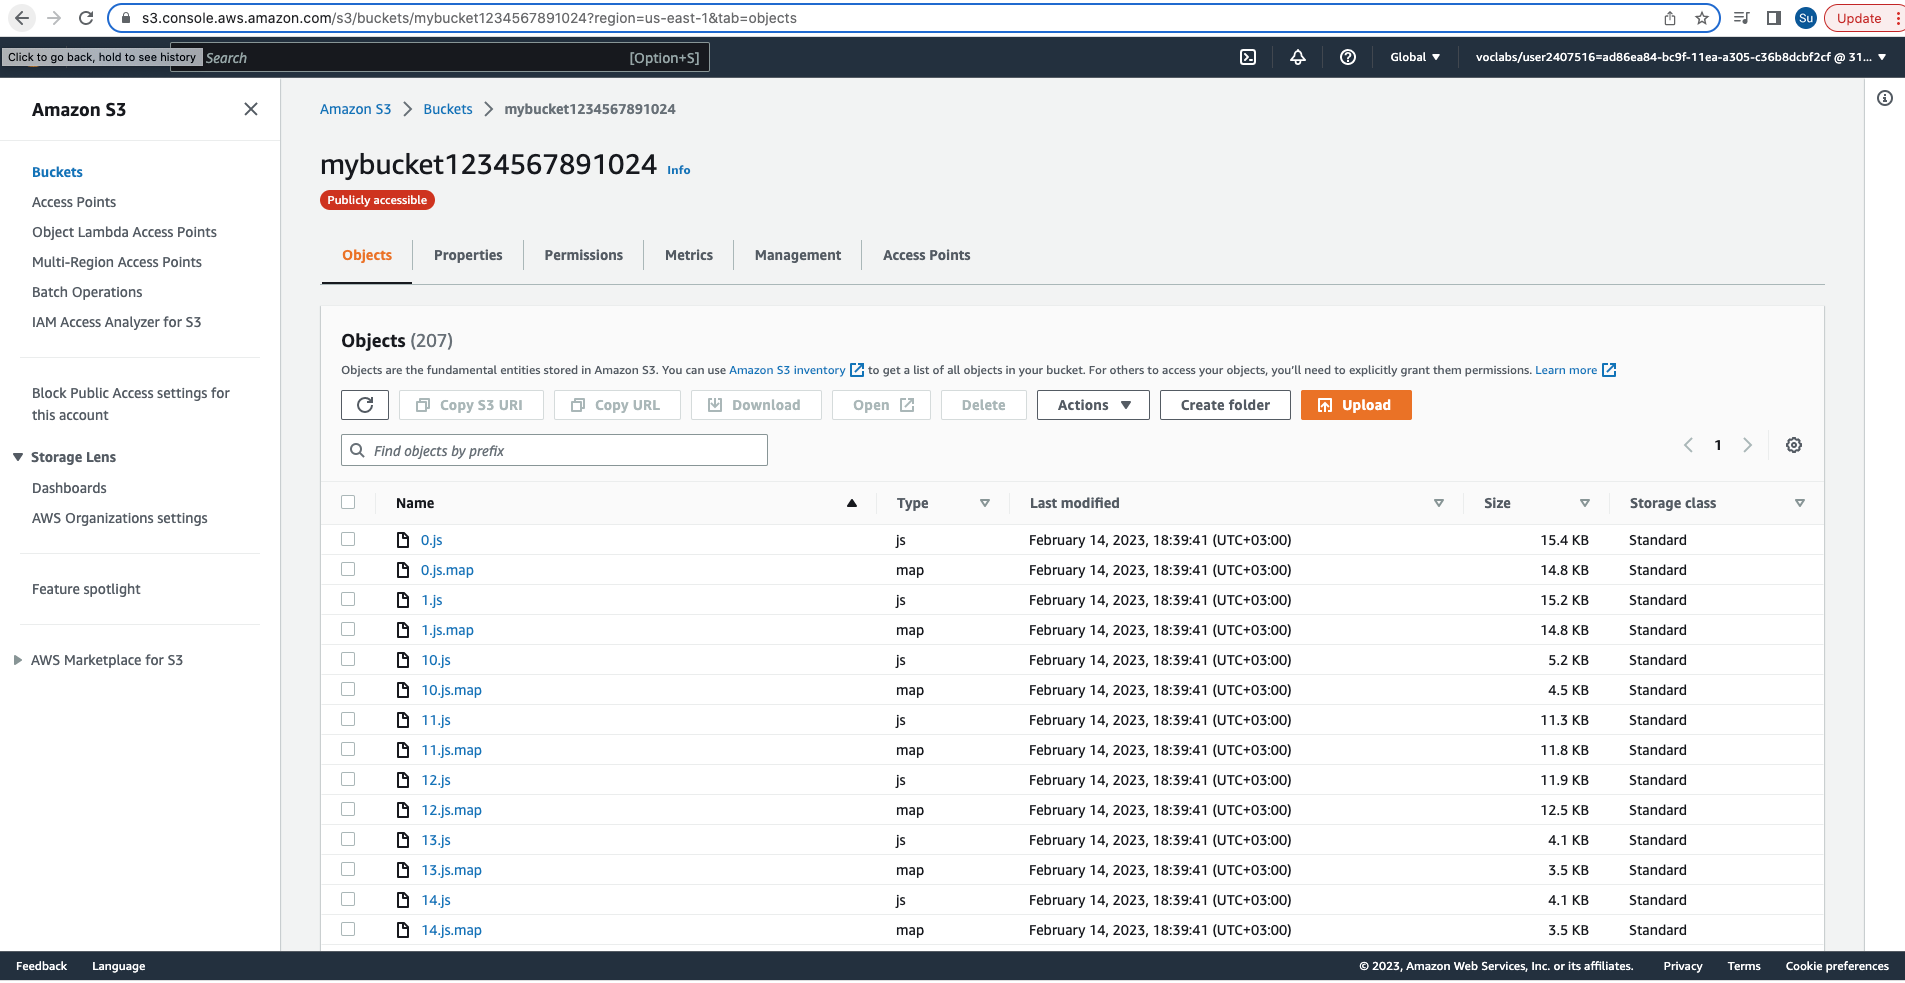 s3.console.aws.amazon.com/s3/buckets/mybucket1234567891024?region=us-east-1&tab=objects
Su
Update
Click to go back, hold to see history
Search
[Option+S]
Global
voclabs/user2407516=ad86ea84-bc9f-11ea-a305-c36b8dcbf2cf @ 31...
Amazon S3
Buckets
Access Points
Object Lambda Access Points
Multi-Region Access Points
Batch Operations
IAM Access Analyzer for S3
Block Public Access settings for
this account
Storage Lens
Dashboards
AWS Organizations settings
Feature spotlight
AWS Marketplace for S3
Amazon S3 > Buckets > mybucket1234567891024
mybucket1234567891024 Info
Publicly accessible
Objects Properties Permissions Metrics Management Access Points
Objects (207)
Objects are the fundamental entities stored in Amazon S3. You can use Amazon S3 inventory to get a list of all objects in your bucket. For others to access your objects, you'll need to explicitly grant them permissions. Learn more
Copy S3 URI Copy URL Download Open Delete Actions Create folder Upload
Find objects by prefix
1
Name Type Last modified Size Storage class
0.js js February 14, 2023, 18:39:41 (UTC+03:00) 15.4 KB Standard
0.js.map map February 14, 2023, 18:39:41 (UTC+03:00) 14.8 KB Standard
1.js js February 14, 2023, 18:39:41 (UTC+03:00) 15.2 KB Standard
1.js.map map February 14, 2023, 18:39:41 (UTC+03:00) 14.8 KB Standard
10.js js February 14, 2023, 18:39:41 (UTC+03:00) 5.2 KB Standard
10.js.map map February 14, 2023, 18:39:41 (UTC+03:00) 4.5 KB Standard
11.js js February 14, 2023, 18:39:41 (UTC+03:00) 11.3 KB Standard
11.js.map map February 14, 2023, 18:39:41 (UTC+03:00) 11.8 KB Standard
12.js js February 14, 2023, 18:39:41 (UTC+03:00) 11.9 KB Standard
12.js.map map February 14, 2023, 18:39:41 (UTC+03:00) 12.5 KB Standard
13.js js February 14, 2023, 18:39:41 (UTC+03:00) 4.1 KB Standard
13.js.map map February 14, 2023, 18:39:41 (UTC+03:00) 3.5 KB Standard
14.js js February 14, 2023, 18:39:41 (UTC+03:00) 4.1 KB Standard
14.js.map map February 14, 2023, 18:39:41 (UTC+03:00) 3.5 KB Standard
Feedback Language © 2023, Amazon Web Services, Inc. or its affiliates. Privacy Terms Cookie preferences